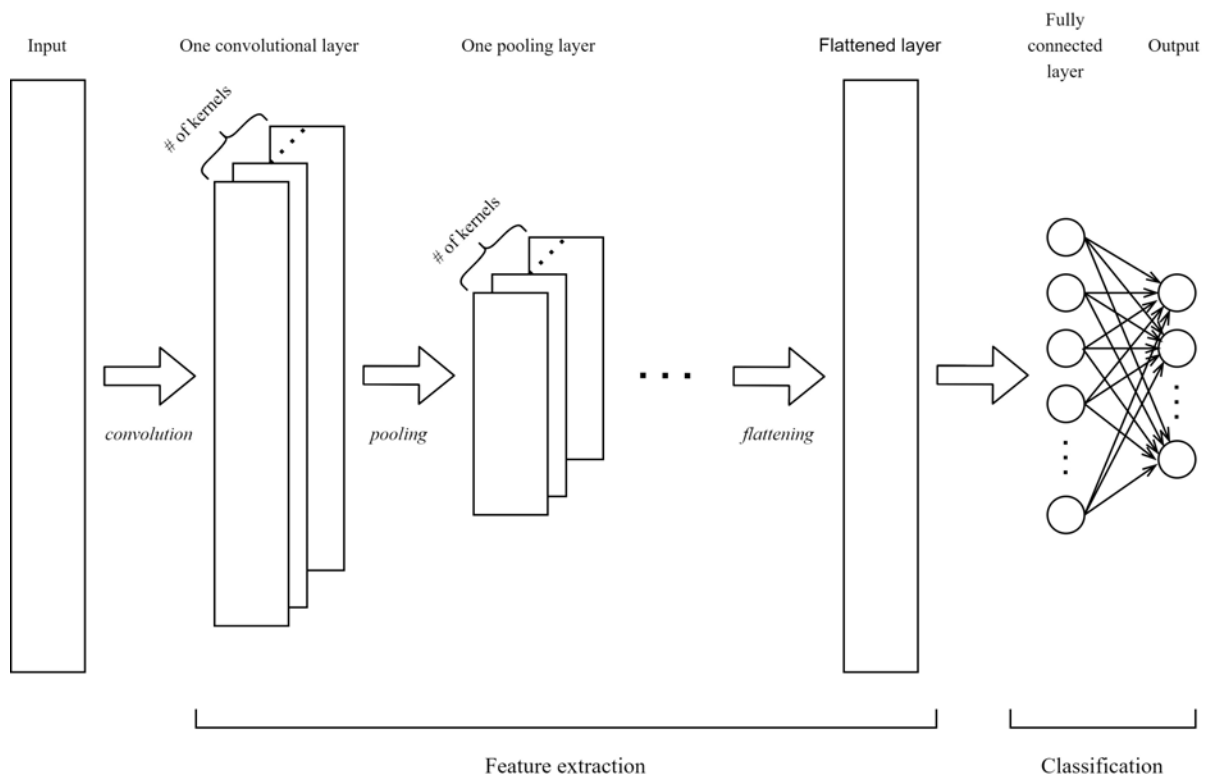 Input
One convolutional layer
One pooling layer
Flattened layer
Fully
connected
layer
Output
# of kernels
# of kernels
convolution
pooling
flattening
Feature extraction
Classification